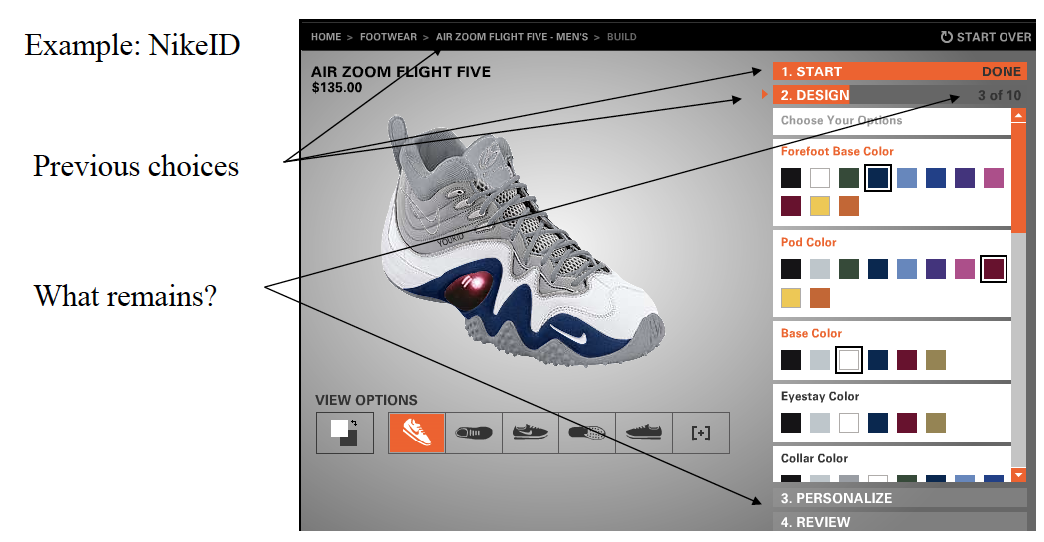 Example: NikeID
Previous choices
What remains?
HOME > FOOTWEAR > AIR ZOOM FLIGHT FIVE - MEN'S > BUILD
START OVER
AIR ZOOM FLIGHT FIVE
$135.00
YOURID
VIEW OPTIONS
[+]
1. START DONE
2. DESIGN 3 of 10
Choose Your Options
Forefoot Base Color
Pod Color
Base Color
Eyestay Color
Collar Color
3. PERSONALIZE
4. REVIEW